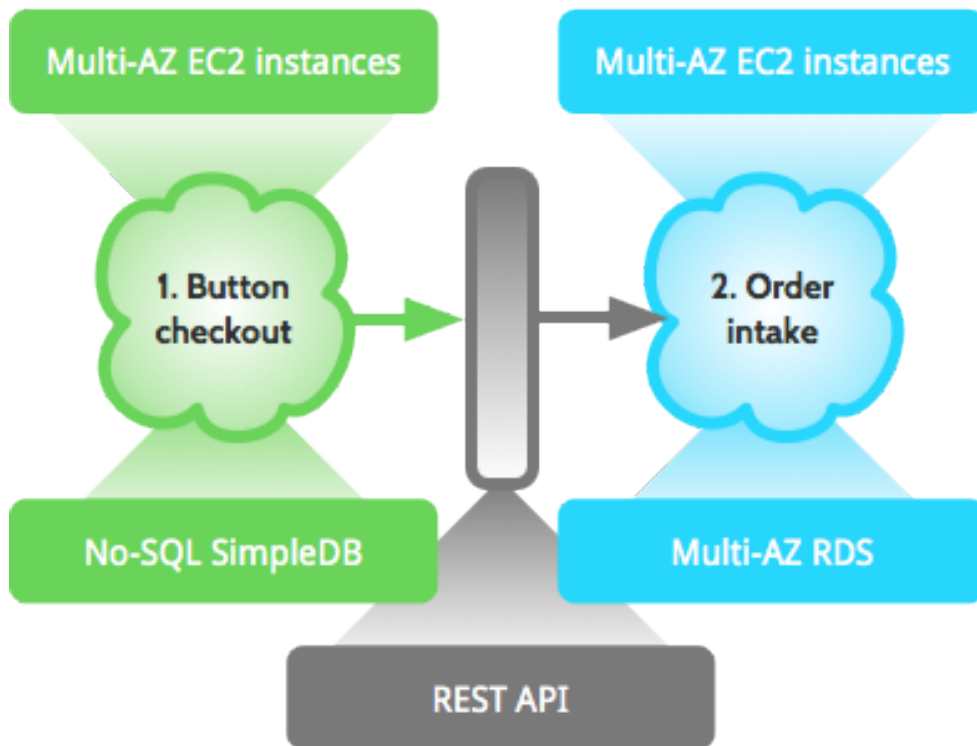 Multi-AZ EC2 instances
Multi-AZ EC2 instances
1. Button
checkout
2. Order
intake
No-SQL SimpleDB
Multi-AZ RDS
REST API